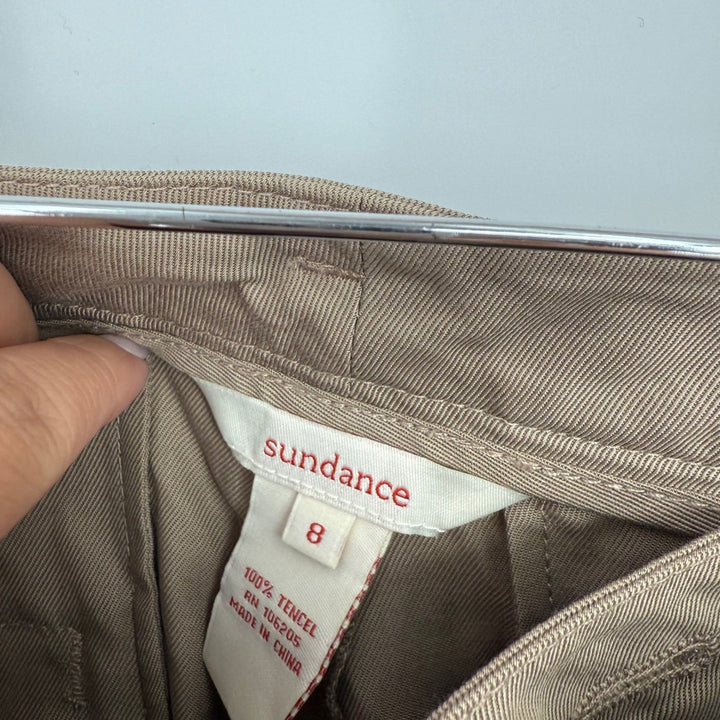 sundance
8
100% TENCEL
RN 106205
MADE IN CHINA